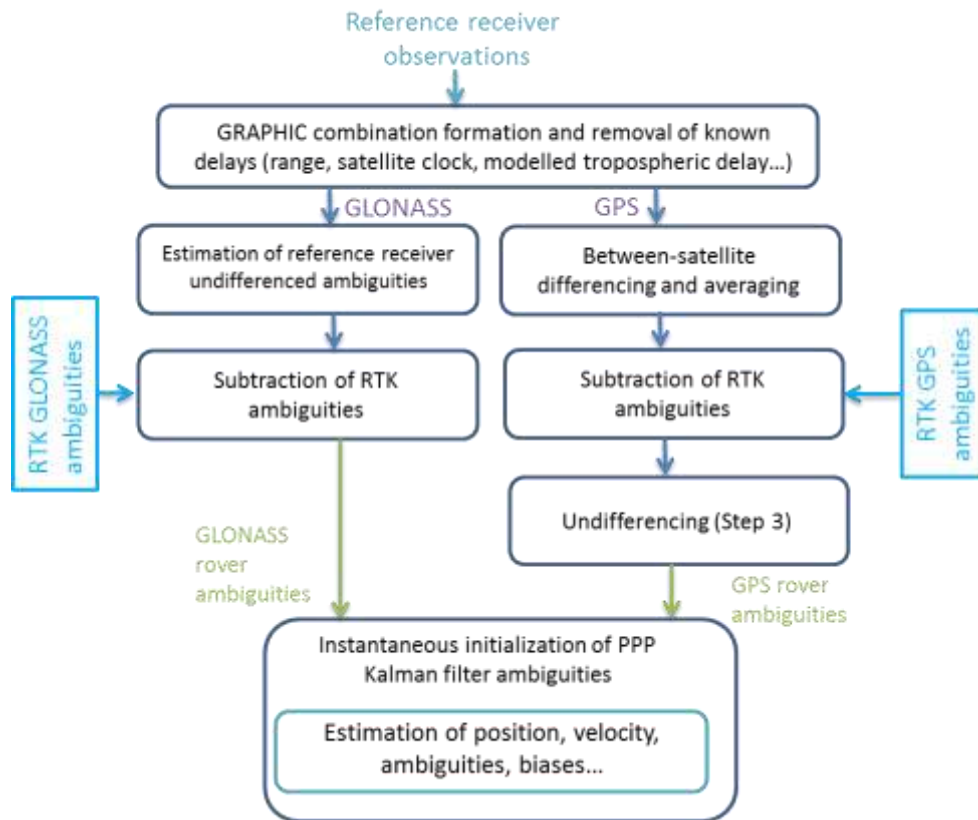 Reference receiver
observations
GRAPHIC combination formation and removal of known
delays (range, satellite clock, modelled tropospheric delay...)
GLONASS
GPS
Estimation of reference receiver
undifferenced ambiguities
Between-satellite
differencing and averaging
RTK GLONASS
ambiguities
Subtraction of RTK
ambiguities
Subtraction of RTK
ambiguities
RTK GPS
ambiguities
Undifferencing (Step 3)
GLONASS
rover
ambiguities
GPS rover
ambiguities
Instantaneous initialization of PPP
Kalman filter ambiguities
Estimation of position, velocity,
ambiguities, biases...